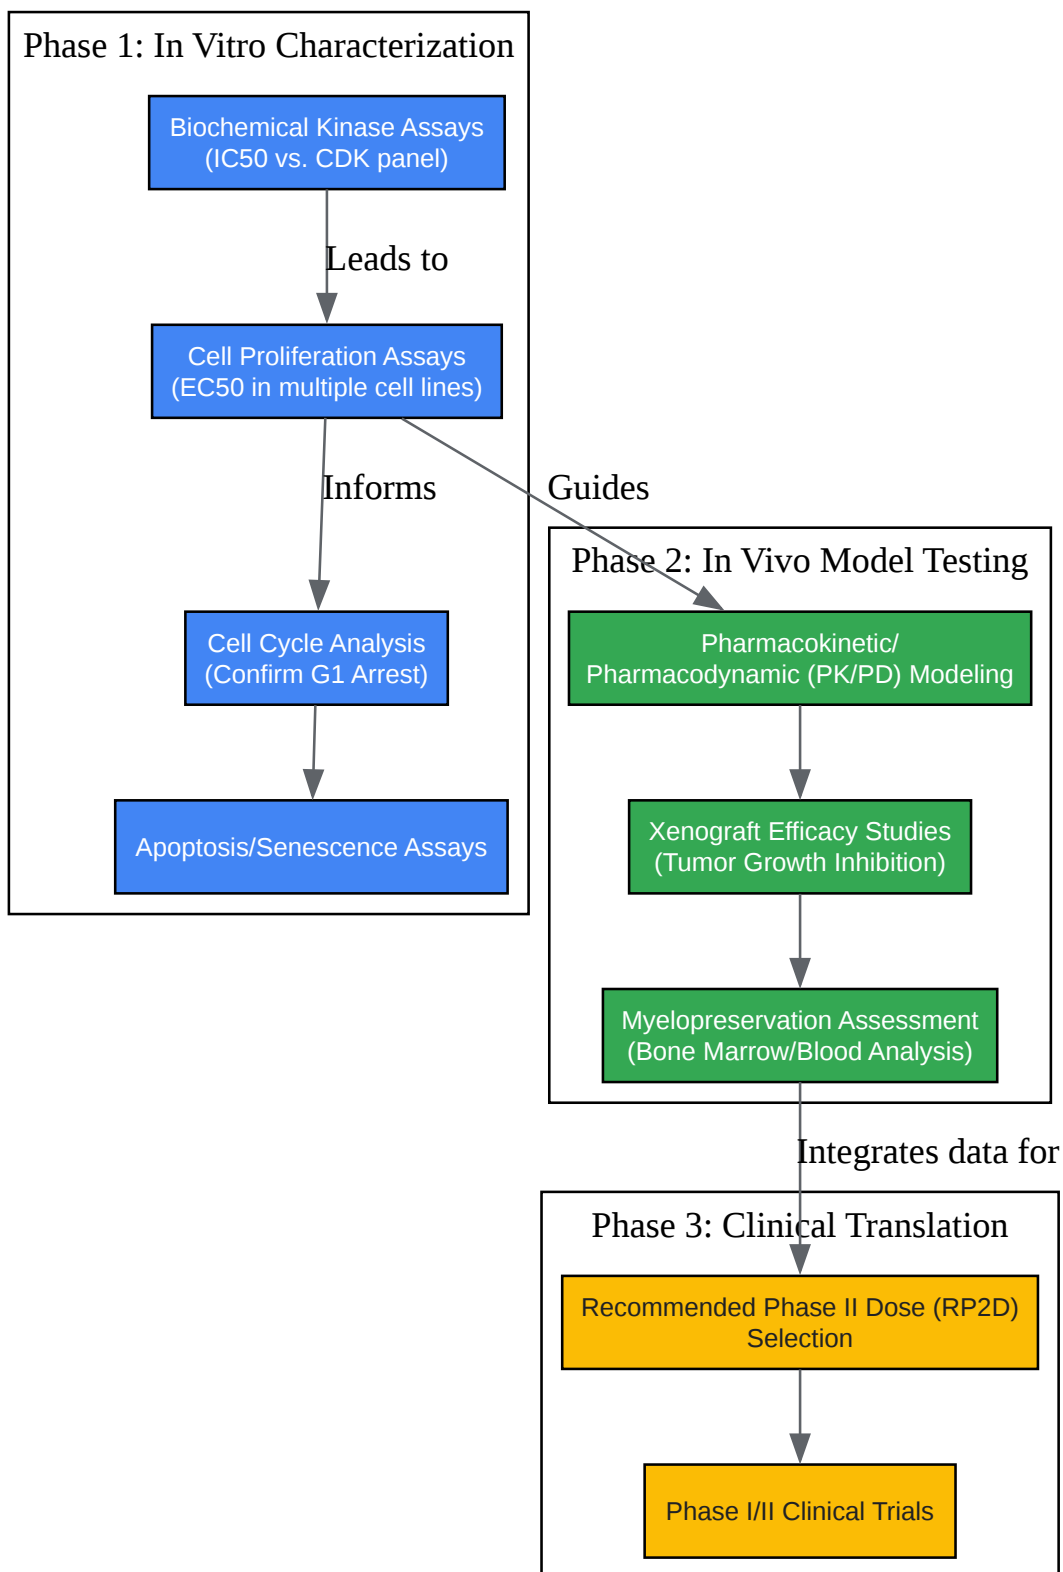 Phase 1: In Vitro Characterization
Biochemical Kinase Assays
(IC50 vs. CDK panel)
Leads to
Cell Proliferation Assays
(EC50 in multiple cell lines)
Informs
Guides
Cell Cycle Analysis
(Confirm G1 Arrest)
Apoptosis/Senescence Assays
Phase 2: In Vivo Model Testing
Pharmacokinetic/
Pharmacodynamic (PK/PD) Modeling
Xenograft Efficacy Studies
(Tumor Growth Inhibition)
Myelopreservation Assessment
(Bone Marrow/Blood Analysis)
Integrates data for
Phase 3: Clinical Translation
Recommended Phase II Dose (RP2D)
Selection
Phase I/II Clinical Trials